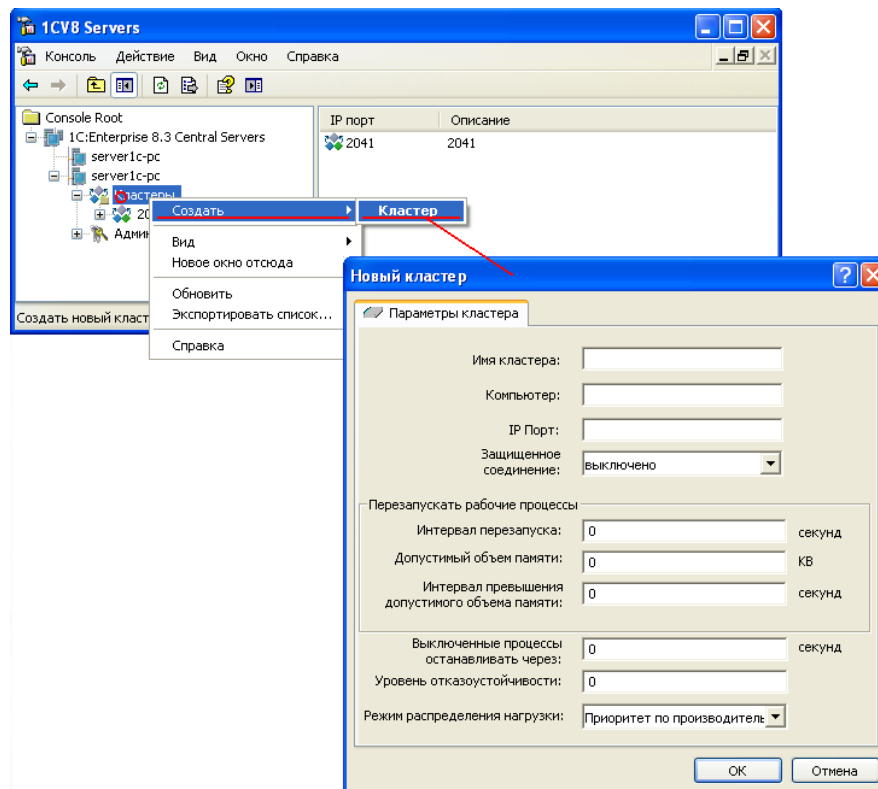 1CV8 Servers
Консоль Действие Вид Окно Справка
Console Root
1C:Enterprise 8.3 Central Servers
server1c-pc
server1c-pc
Кластеры
20
Админ
IP порт Описание
2041 2041
Создать
Кластер
Вид
Новое окно отсюда
Обновить
Экспортировать список...
Справка
Создать новый класт
Новый кластер
Параметры кластера
Имя кластера:
Компьютер:
IP Порт:
Защищенное
соединение:
выключено
Перезапускать рабочие процессы
Интервал перезапуска: 0 секунд
Допустимый объем памяти: 0 КВ
Интервал превышения
допустимого объема памяти: 0 секунд
Выключенные процессы
останавливать через: 0 секунд
Уровень отказоустойчивости: 0
Режим распределения нагрузки: Приоритет по производитель
ОК Отмена